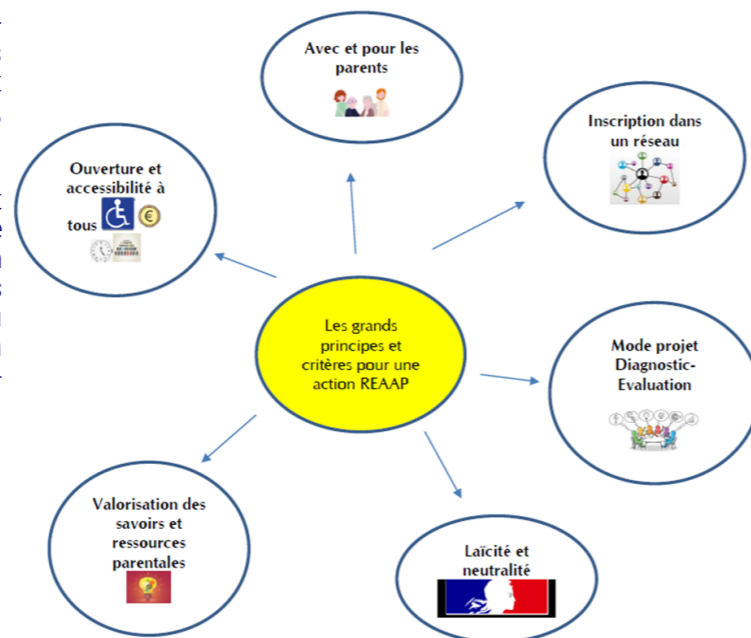 Avec et pour les
parents
Inscription dans
un réseau
Ouverture et
accessibilité à
tous
Les grands
principes et
critères pour une
action REAAP
Mode projet
Diagnostic-
Evaluation
Valorisation des
savoirs et
ressources
parentales
Laïcité et
neutralité